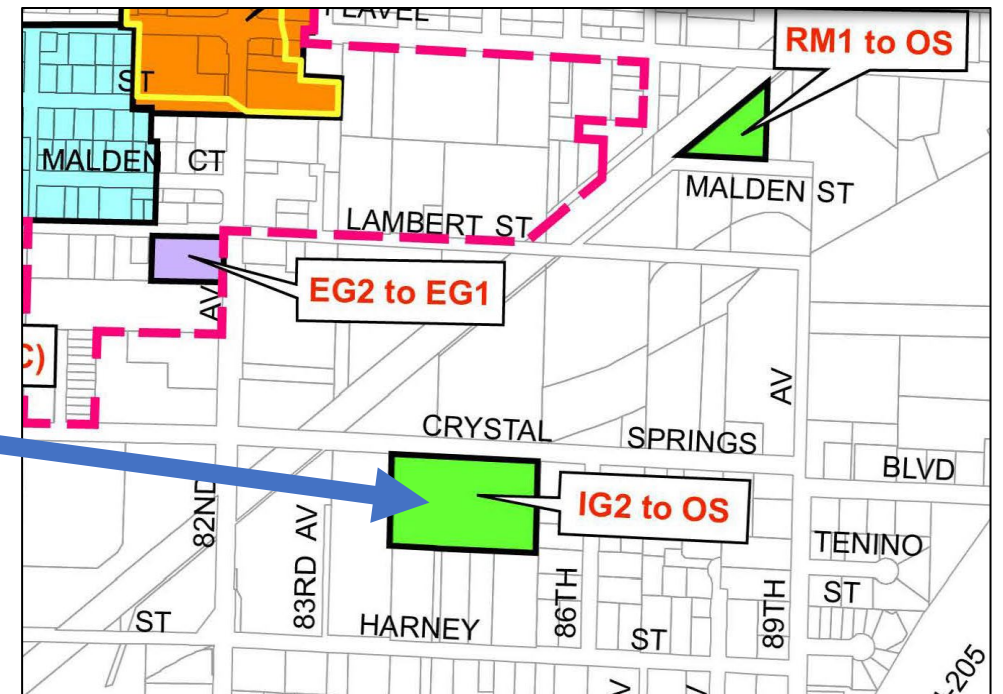 FLAVEL
RM1 to OS
ST
MALDEN CT
MALDEN ST
LAMBERT ST
EG2 to EG1
AV
C)
AV
CRYSTAL SPRINGS
BLVD
IG2 to OS
82ND
83RD AV
TENINO
ST
86TH
89TH
ST
HARNEY
ST
-205